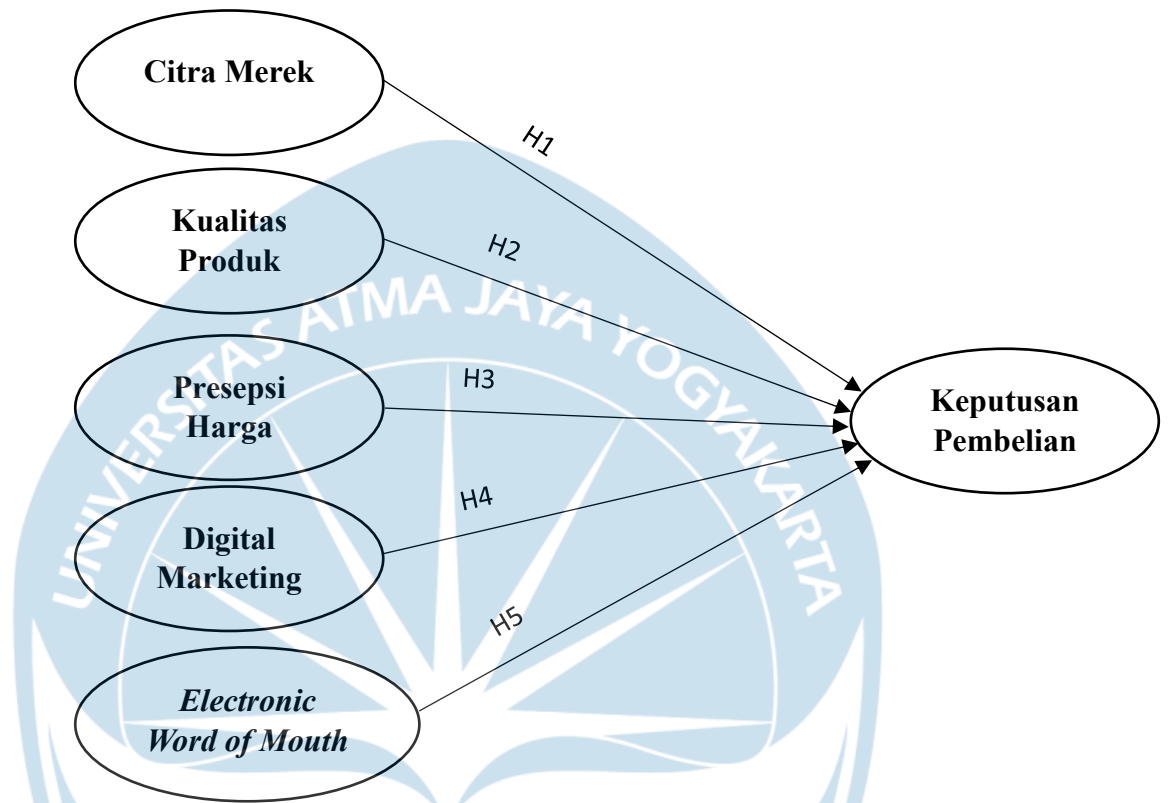 Citra Merek
H1
Kualitas
Produk
H2
UNIVERSITAS ATMA JAYA YOGYAKARTA
Presepsi
Harga
H3
Keputusan
Pembelian
Digital
Marketing
H4
Electronic
Word of Mouth
H5